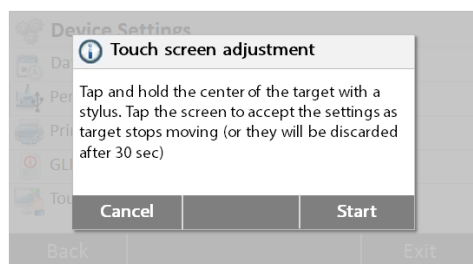 Device Settings
Touch screen adjustment
Tap and hold the center of the target with a
stylus. Tap the screen to accept the settings as
target stops moving (or they will be discarded
after 30 sec)
Cancel
Start
Back
Exit